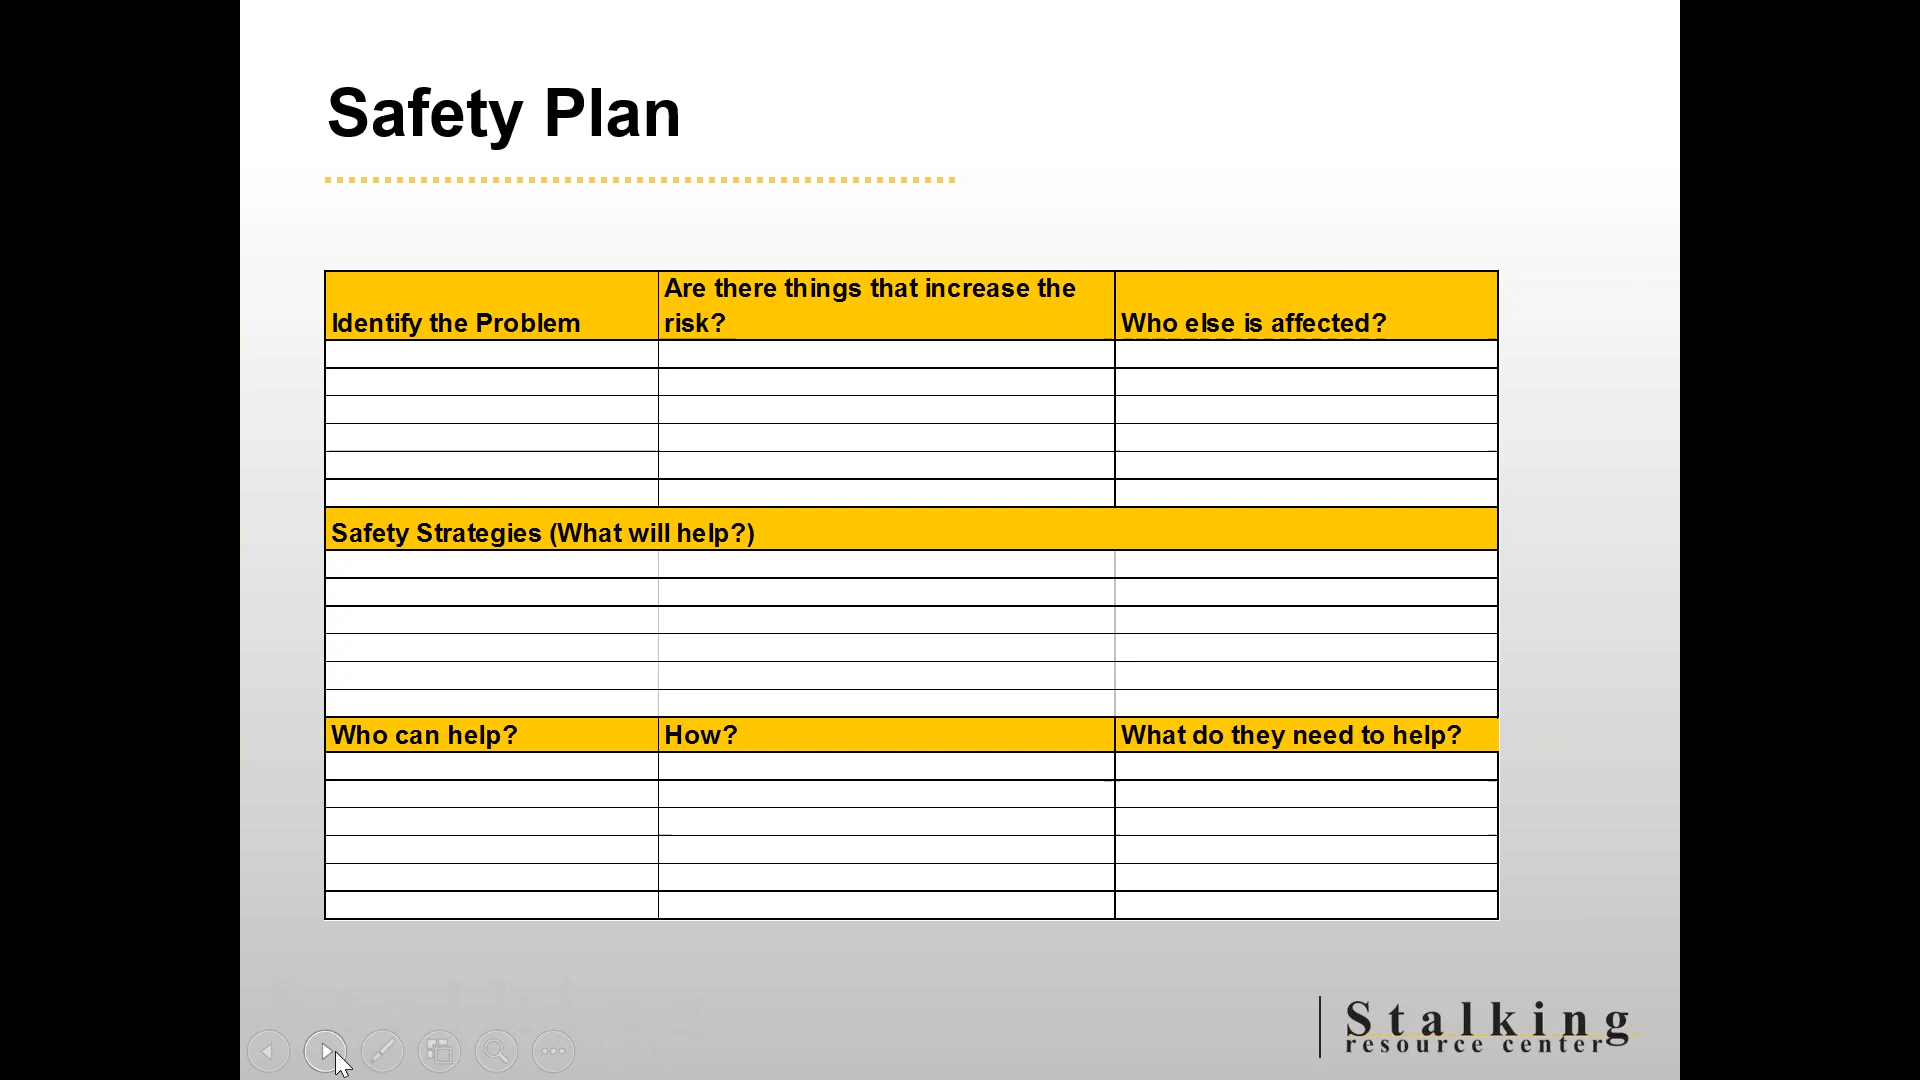 Safety Plan
Identify the Problem
Are there things that increase the
risk?
Who else is affected?
Safety Strategies (What will help?)
Who can help?
How?
What do they need to help?
Stalking
resource center